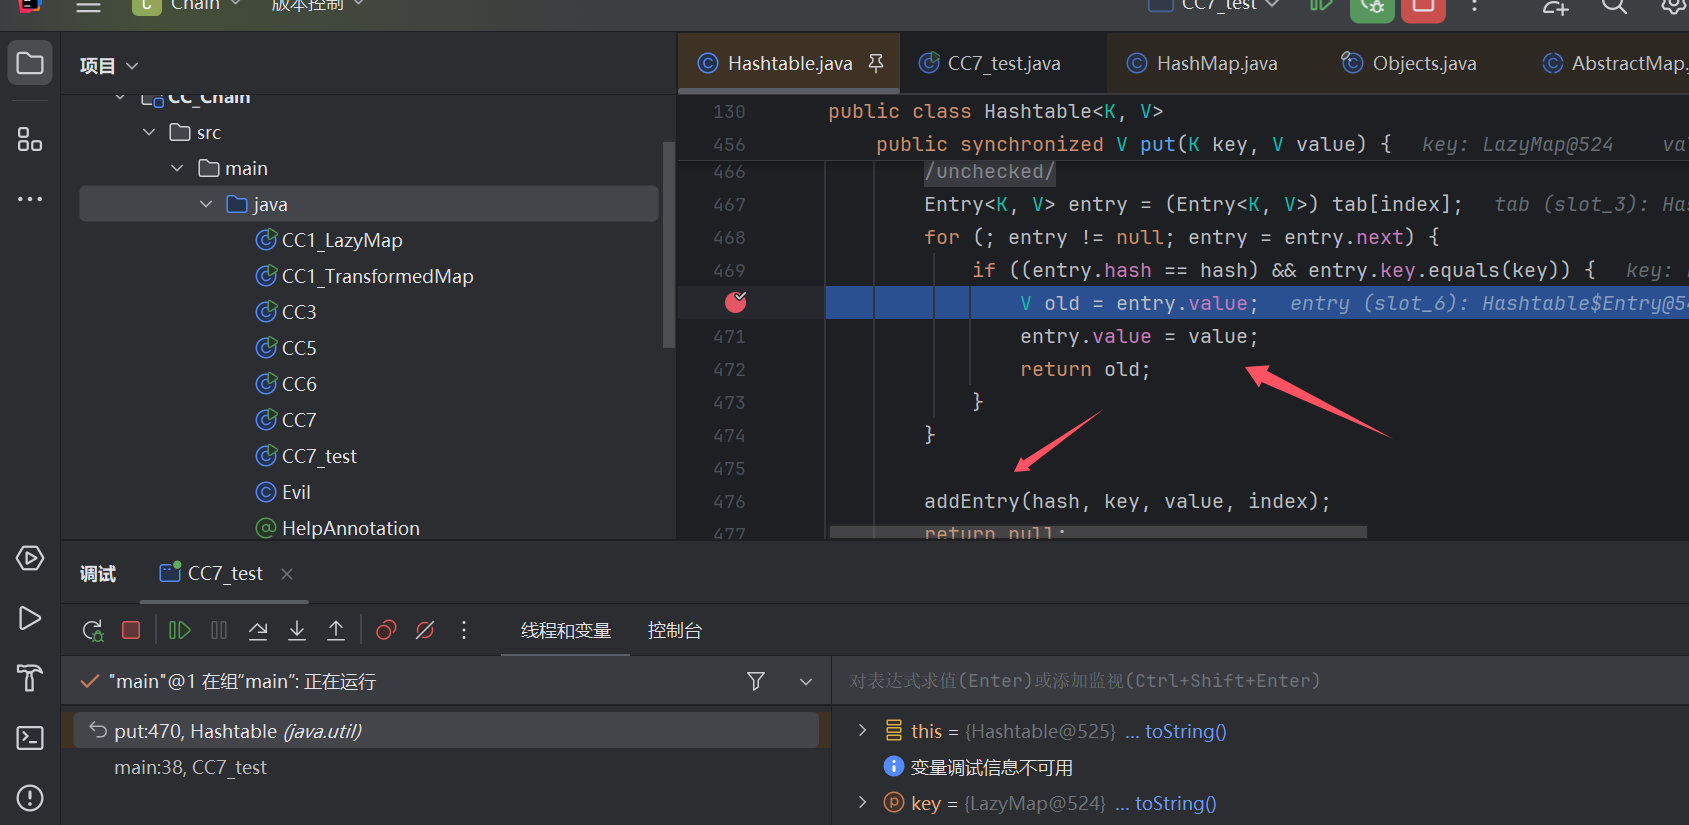 C Chain 版本控制 CC7_test
项目
Hashtable.java CC7_test.java HashMap.java Objects.java AbstractMap.
CC_Chain
src
main
java
CC1_LazyMap
CC1_TransformedMap
CC3
CC5
CC6
CC7
CC7_test
Evil
HelpAnnotation
130 public class Hashtable<K, V>
456 public synchronized V put(K key, V value) { key: LazyMap@524 val
466 /unchecked/
467 Entry<K, V> entry = (Entry<K, V>) tab[index]; tab (slot_3): Has
468 for (; entry != null; entry = entry.next) {
469 if ((entry.hash == hash) && entry.key.equals(key)) { key:
V old = entry.value; entry (slot_6): Hashtable$Entry@54
471 entry.value = value;
472 return old;
473 }
474 }
475
476 addEntry(hash, key, value, index);
477 return null;
调试 CC7_test
线程和变量 控制台
"main"@1 在组“main”: 正在运行
put:470, Hashtable (java.util)
main:38, CC7_test
对表达式求值(Enter)或添加监视(Ctrl+Shift+Enter)
this = {Hashtable@525} ... toString()
变量调试信息不可用
key = {LazyMap@524} ... toString()